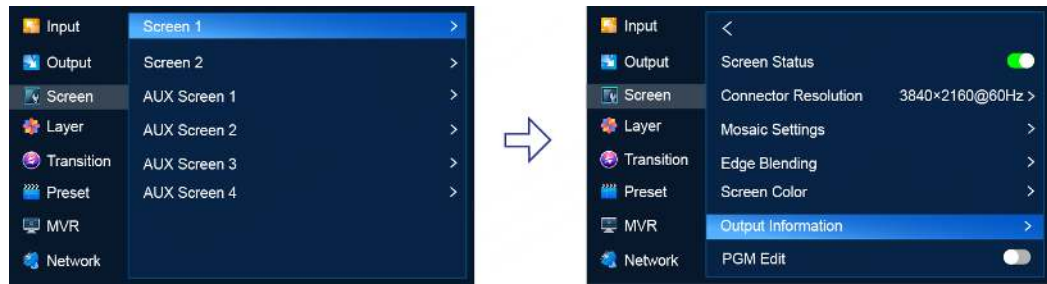 Input
Screen 1 >
Output
Screen 2 >
Screen
AUX Screen 1 >
Layer
AUX Screen 2 >
Transition
AUX Screen 3 >
Preset
AUX Screen 4 >
MVR
Network
Input
<
Output
Screen Status
Screen
Connector Resolution 3840×2160@60Hz >
Layer
Mosaic Settings >
Transition
Edge Blending >
Preset
Screen Color >
MVR
Output Information >
Network
PGM Edit